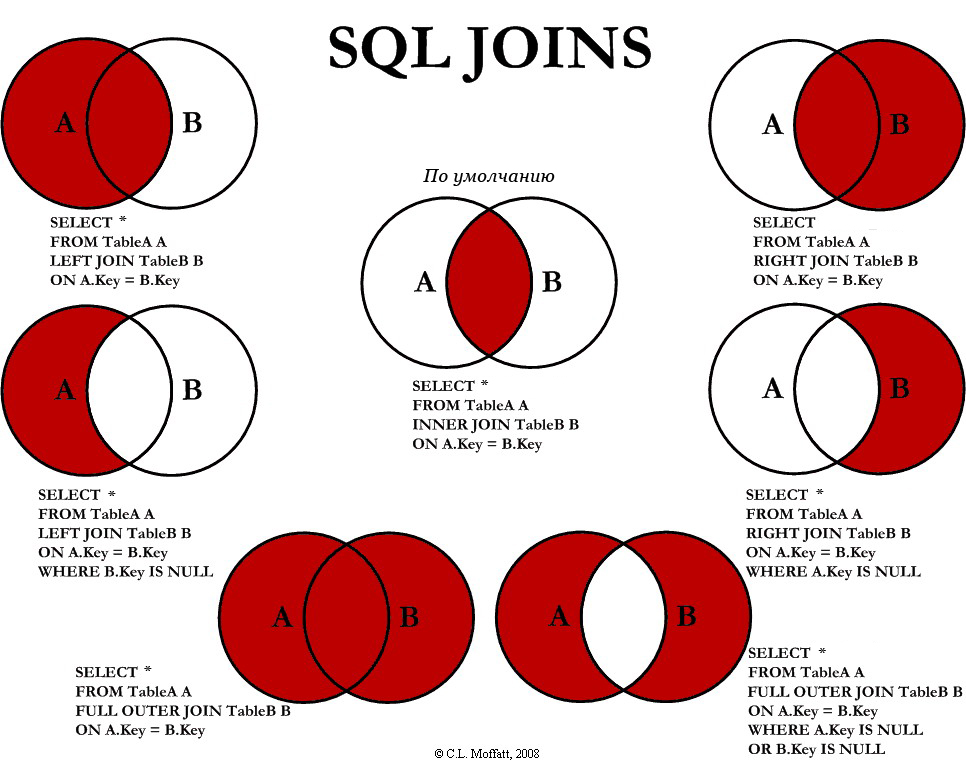 SQL JOINS
A B
SELECT *
FROM TableA A
LEFT JOIN TableB B
ON A.Key = B.Key
По умолчанию
A B
SELECT *
FROM TableA A
INNER JOIN TableB B
ON A.Key = B.Key
A B
SELECT
FROM TableA A
RIGHT JOIN TableB B
ON A.Key = B.Key
A B
SELECT *
FROM TableA A
LEFT JOIN TableB B
ON A.Key = B.Key
WHERE B.Key IS NULL
A B
SELECT *
FROM TableA A
RIGHT JOIN TableB B
ON A.Key = B.Key
WHERE A.Key IS NULL
A B
SELECT *
FROM TableA A
FULL OUTER JOIN TableB B
ON A.Key = B.Key
A B
SELECT *
FROM TableA A
FULL OUTER JOIN TableB B
ON A.Key = B.Key
WHERE A.Key IS NULL
OR B.Key IS NULL
© C.L. Moffatt, 2008